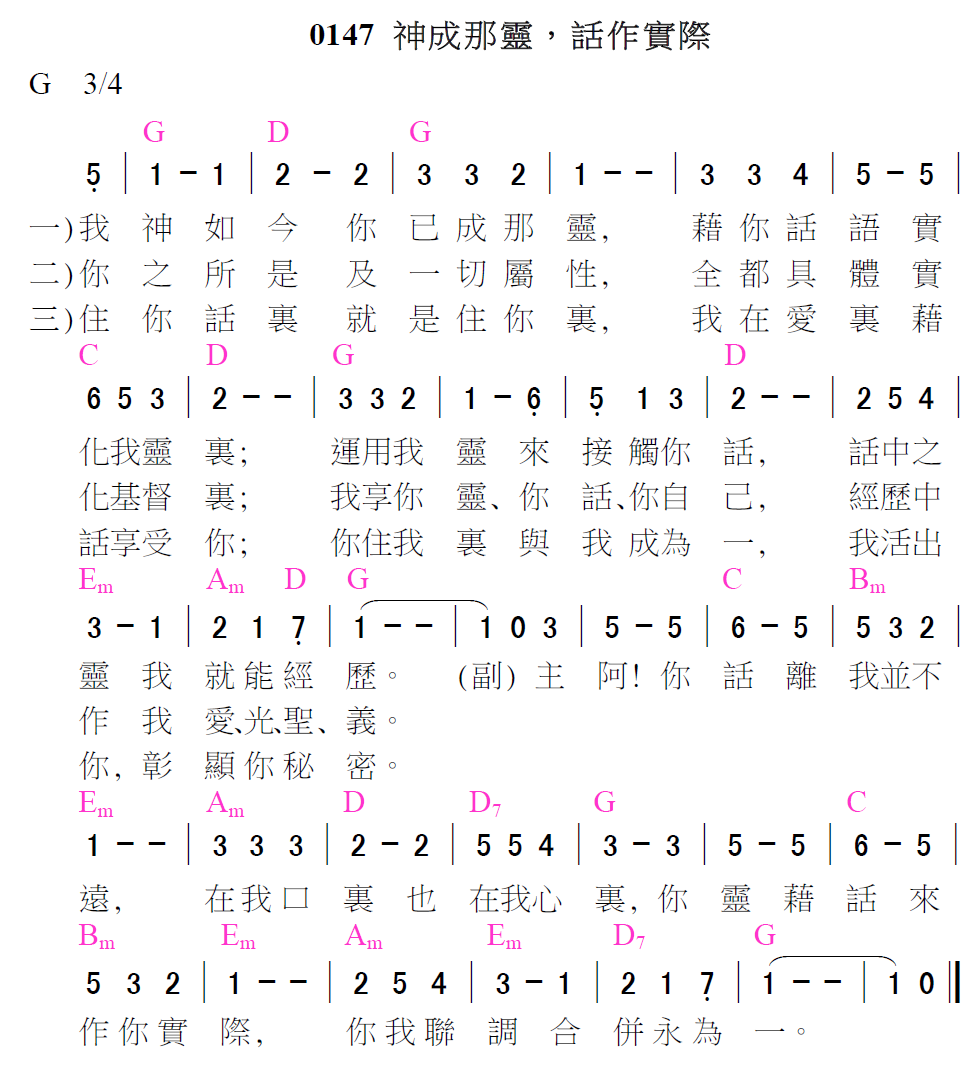 0147 神成那靈，話作實際
G 3/4
G D G
5̣ | 1 - 1 | 2 - 2 | 3 3 2 | 1 - - | 3 3 4 | 5 - 5 |
一)我 神 如 今 你 已 成 那 靈, 藉 你 話 語 實
二)你 之 所 是 及 一 切 屬 性, 全 都 具 體 實
三)住 你 話 裏 就 是 住 你 裏, 我 在 愛 裏 藉
C D G D
6 5 3 | 2 - - | 3 3 2 | 1 - 6̣ | 5̣ 1 3 | 2 - - | 2 5 4 |
化我靈 裏; 運用我 靈 來 接 觸你 話, 話中之
化基督 裏; 我享你 靈、你 話、你自 己, 經歷中
話享受 你; 你住我 裏 與 我 成為 一, 我活出
Em Am D G C Bm
3 - 1 | 2 1 7̣ | 1 - - | 1 0 3 | 5 - 5 | 6 - 5 | 5 3 2 |
靈 我 就 能 經 歷。 (副) 主 阿! 你 話 離 我並不
作 我 愛、光、聖、義。
你, 彰 顯 你 秘 密。
Em Am D D7 G C
1 - - | 3 3 3 | 2 - 2 | 5 5 4 | 3 - 3 | 5 - 5 | 6 - 5 |
遠, 在 我 口 裏 也 在我心 裏, 你 靈 藉 話 來
Bm Em Am Em D7 G
5 3 2 | 1 - - | 2 5 4 | 3 - 1 | 2 1 7̣ | 1 - - | 1 0 ‖
作 你 實 際, 你 我 聯 調 合 併 永 為 一。